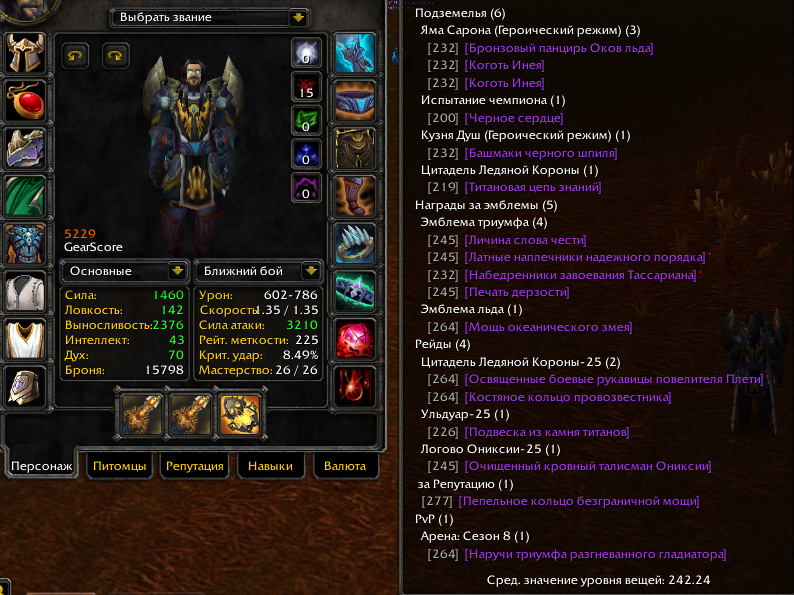 Выбрать звание
0
15
0
0
0
5229
GearScore
Основные
Ближний бой
Сила: 1460
Ловкость: 142
Выносливость: 2376
Интеллект: 43
Дух: 70
Броня: 15798
Урон: 602-786
Скорость 1.35 / 1.35
Сила атаки: 3210
Рейт. меткости: 225
Крит. удар: 8.49%
Мастерство: 26 / 26
Персонаж
Питомцы
Репутация
Навыки
Валюта
Подземелья (6)
Яма Сарона (Героический режим) (3)
[232] [Бронзовый панцирь Оков льда]
[232] [Коготь Инея]
[232] [Коготь Инея]
Испытание чемпиона (1)
[200] [Черное сердце]
Кузня Душ (Героический режим) (1)
[232] [Башмаки черного шпиля]
Цитадель Ледяной Короны (1)
[219] [Титановая цепь знаний]
Награды за эмблемы (5)
Эмблема триумфа (4)
[245] [Личина слова чести]
[245] [Латные наплечники надежного порядка]*
[232] [Набедренники завоевания Тассариана]*
[245] [Печать дерзости]
Эмблема льда (1)
[264] [Мощь океанического змея]
Рейды (4)
Цитадель Ледяной Короны-25 (2)
[264] [Освященные боевые рукавицы повелителя Плети]*
[264] [Костяное кольцо провозвестника]
Ульдуар-25 (1)
[226] [Подвеска из камня титанов]
Логово Ониксии-25 (1)
[245] [Очищенный кровный талисман Ониксии]
за Репутацию (1)
[277] [Пепельное кольцо безграничной мощи]
PvP (1)
Арена: Сезон 8 (1)
[264] [Наручи триумфа разгневанного гладиатора]
Сред. значение уровня вещей: 242.24